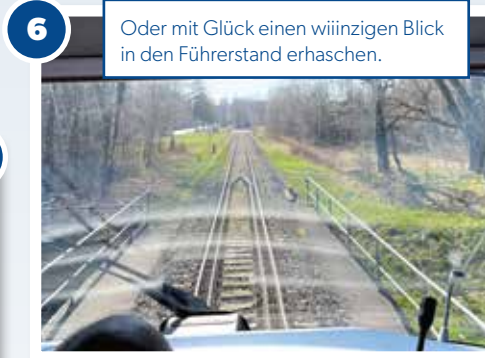 6
Oder mit Glück einen wiiinzigen Blick
in den Führerstand erhaschen.